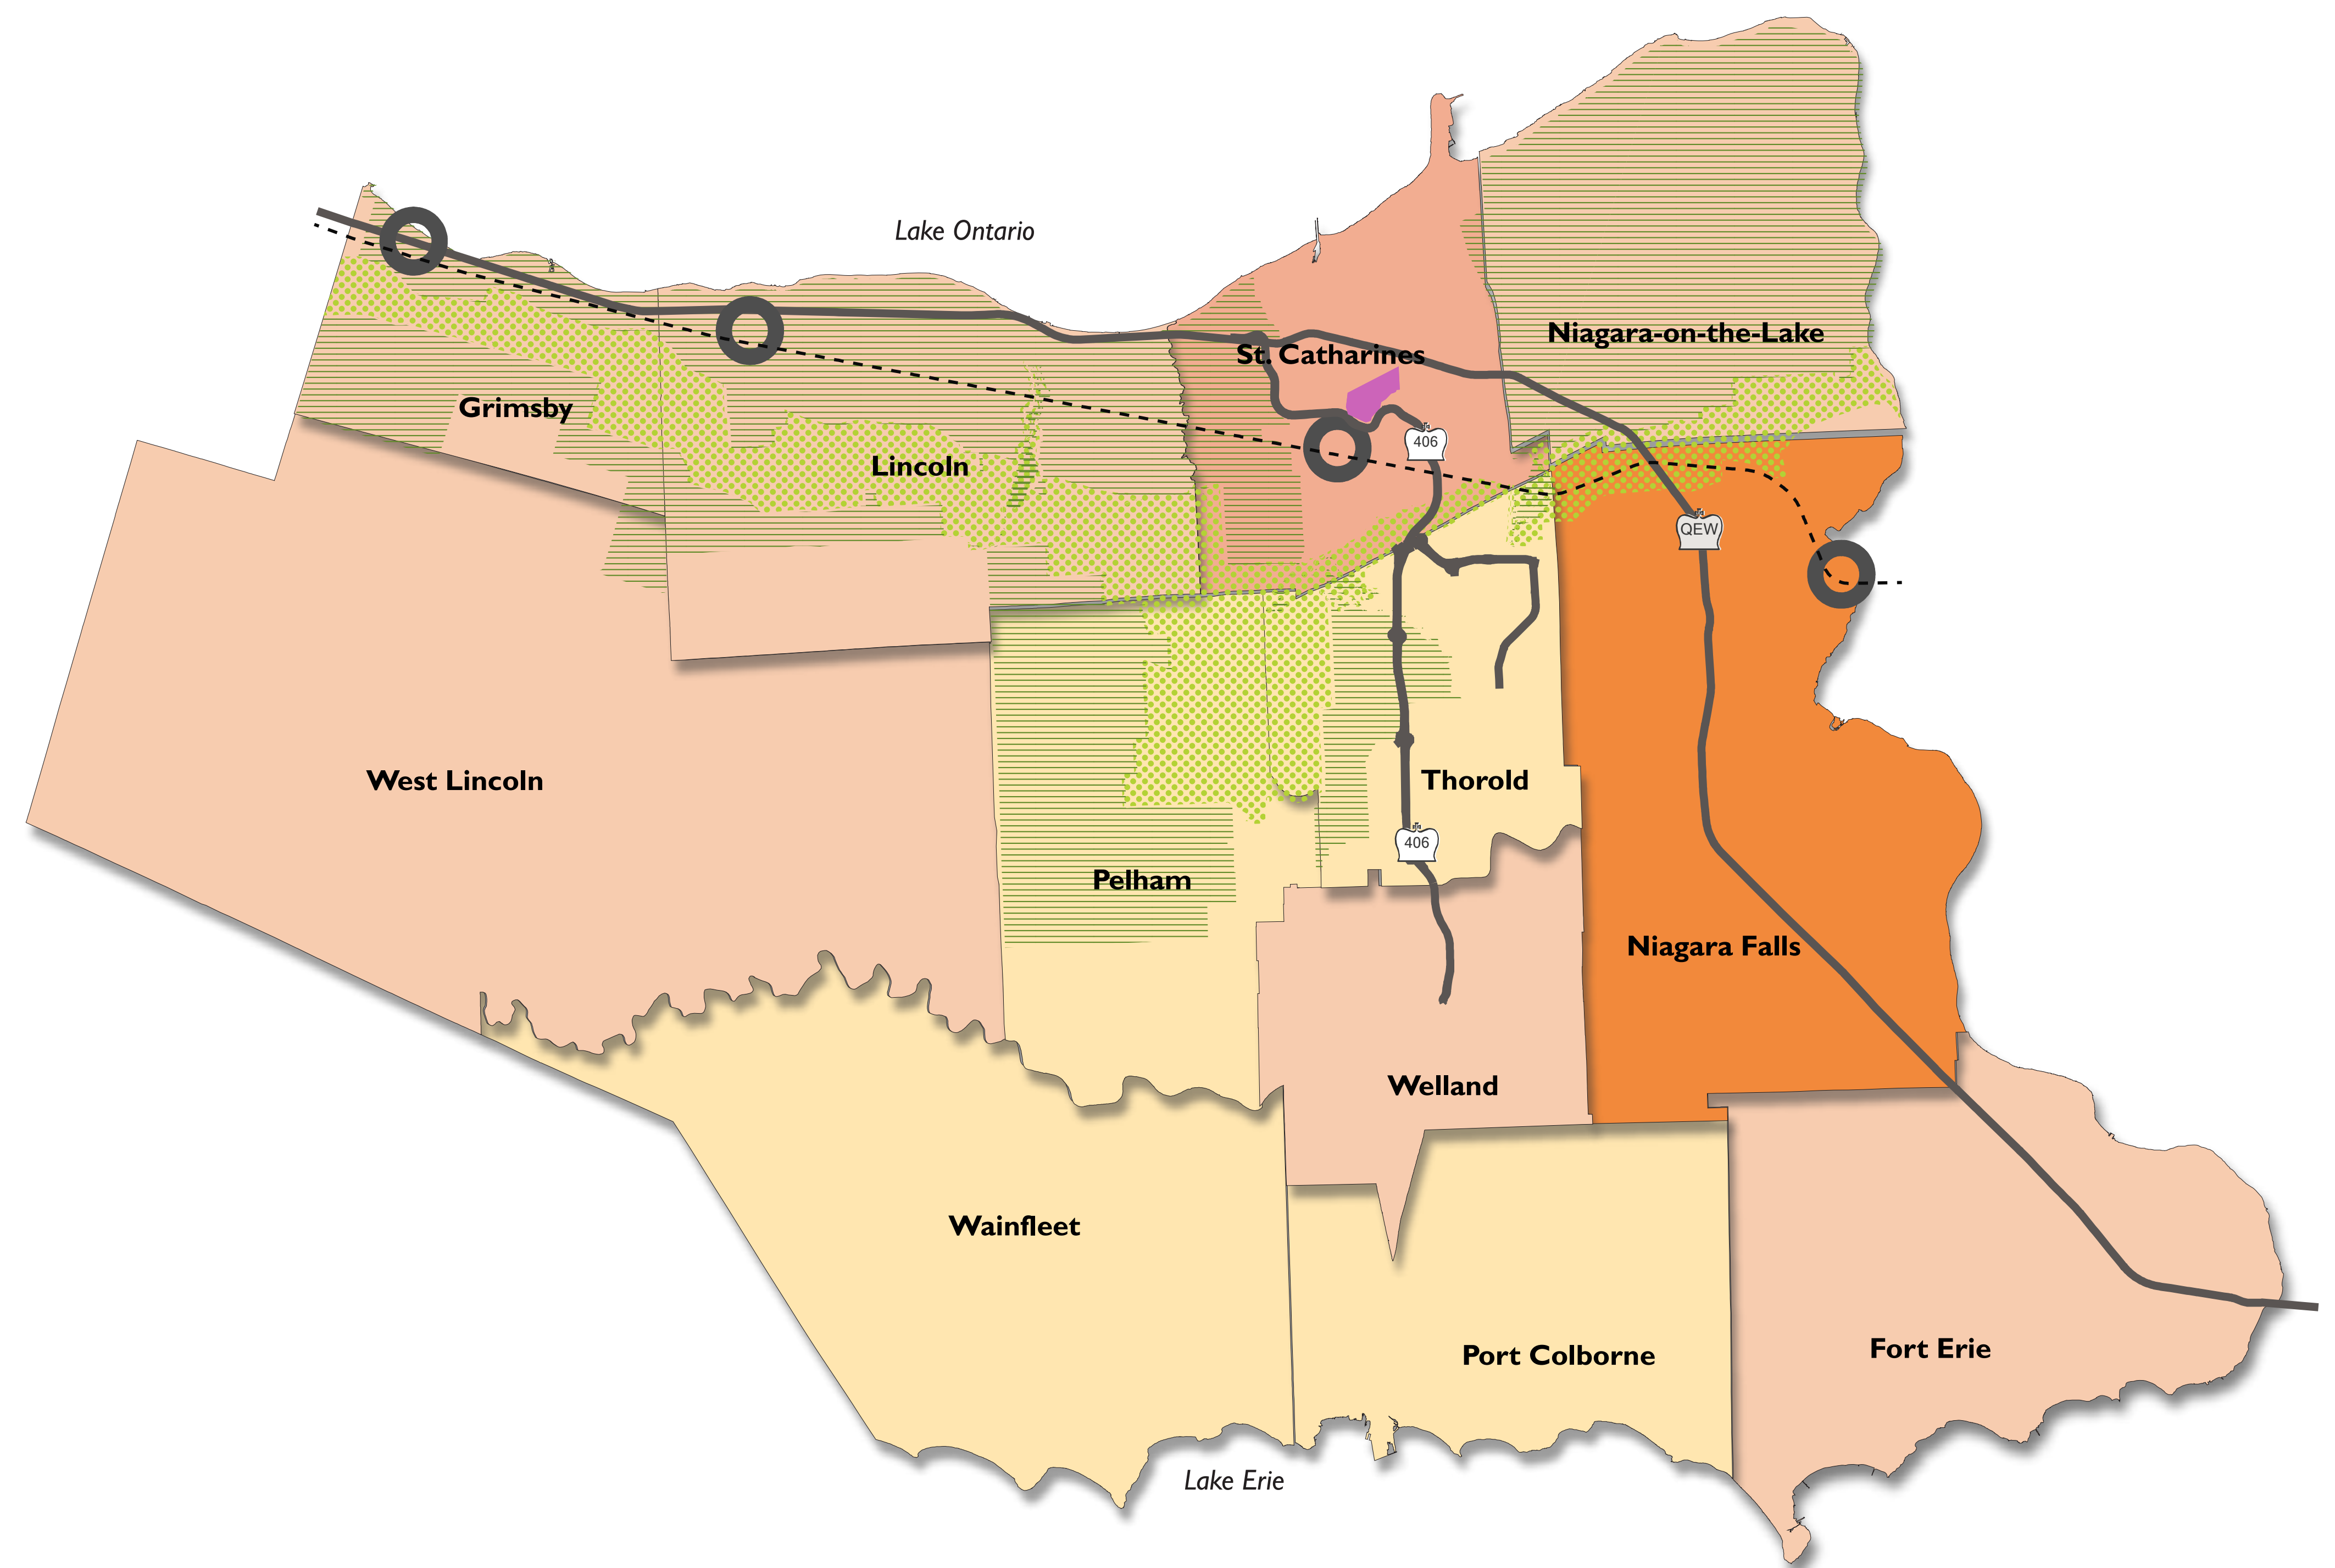 Lake Ontario
Niagara-on-the-Lake
St. Catharines
Grimsby
406
Lincoln
QEW
West Lincoln
Thorold
406
Pelham
Niagara Falls
Welland
Wainfleet
Fort Erie
Port Colborne
Lake Erie